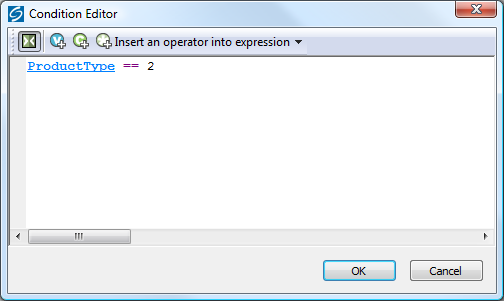 Condition Editor
Insert an operator into expression
ProductType == 2
OK
Cancel